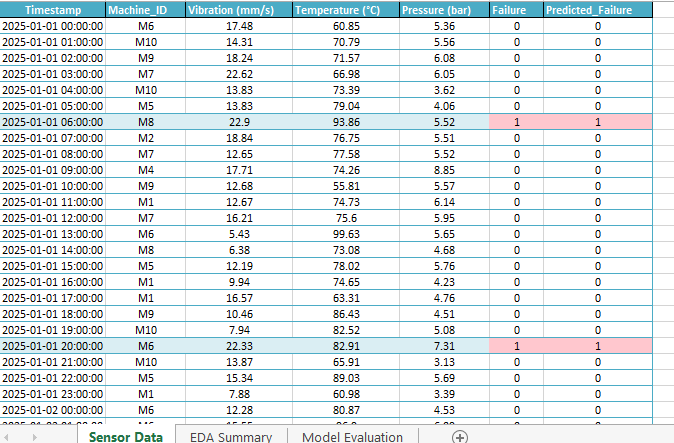 Timestamp Machine_ID Vibration (mm/s) Temperature (°C) Pressure (bar) Failure Predicted_Failure
2025-01-01 00:00:00 M6 17.48 60.85 5.36 0 0
2025-01-01 01:00:00 M10 14.31 70.79 5.56 0 0
2025-01-01 02:00:00 M9 18.24 71.57 6.08 0 0
2025-01-01 03:00:00 M7 22.62 66.98 6.05 0 0
2025-01-01 04:00:00 M10 13.83 73.39 3.62 0 0
2025-01-01 05:00:00 M5 13.83 79.04 4.06 0 0
2025-01-01 06:00:00 M8 22.9 93.86 5.52 1 1
2025-01-01 07:00:00 M2 18.84 76.75 5.51 0 0
2025-01-01 08:00:00 M7 12.65 77.58 5.52 0 0
2025-01-01 09:00:00 M4 17.71 74.26 8.85 0 0
2025-01-01 10:00:00 M9 12.68 55.81 5.57 0 0
2025-01-01 11:00:00 M1 12.67 74.73 6.14 0 0
2025-01-01 12:00:00 M7 16.21 75.6 5.95 0 0
2025-01-01 13:00:00 M6 5.43 99.63 5.65 0 0
2025-01-01 14:00:00 M8 6.38 73.08 4.68 0 0
2025-01-01 15:00:00 M5 12.19 78.02 5.76 0 0
2025-01-01 16:00:00 M1 9.94 74.65 4.23 0 0
2025-01-01 17:00:00 M1 16.57 63.31 4.76 0 0
2025-01-01 18:00:00 M9 10.46 86.43 4.51 0 0
2025-01-01 19:00:00 M10 7.94 82.52 5.08 0 0
2025-01-01 20:00:00 M6 22.33 82.91 7.31 1 1
2025-01-01 21:00:00 M10 13.87 65.91 3.13 0 0
2025-01-01 22:00:00 M5 15.34 89.03 5.69 0 0
2025-01-01 23:00:00 M1 7.88 60.98 3.39 0 0
2025-01-02 00:00:00 M6 12.28 80.87 4.53 0 0
Sensor Data EDA Summary Model Evaluation